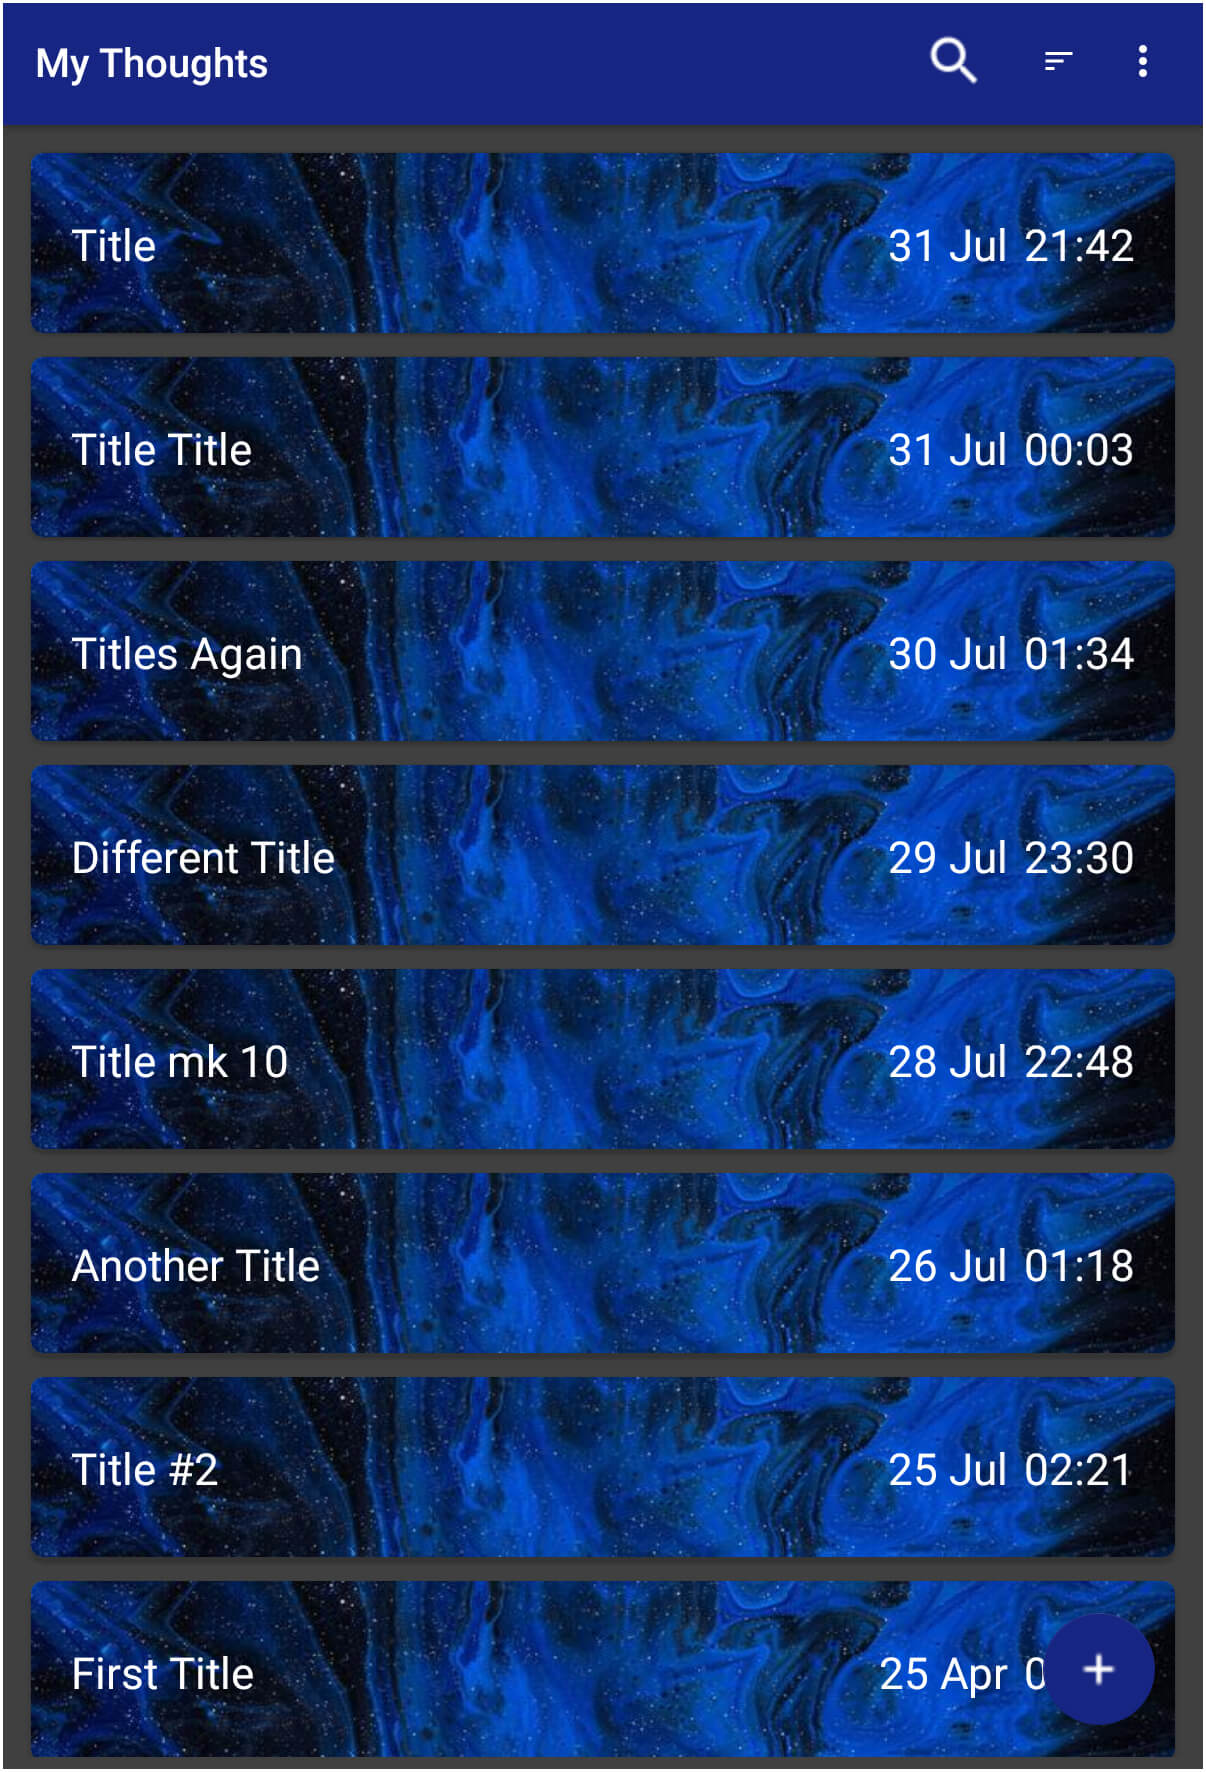 My Thoughts
Title 31 Jul 21:42
Title Title 31 Jul 00:03
Titles Again 30 Jul 01:34
Different Title 29 Jul 23:30
Title mk 10 28 Jul 22:48
Another Title 26 Jul 01:18
Title #2 25 Jul 02:21
First Title 25 Apr